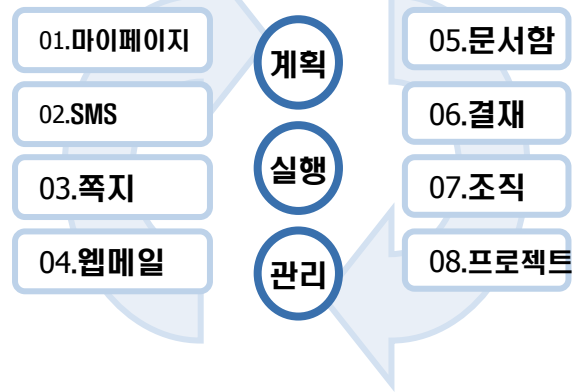 01.마이페이지
02.SMS
03.쪽지
04.웹메일
계획
실행
관리
05.문서함
06.결재
07.조직
08.프로젝트